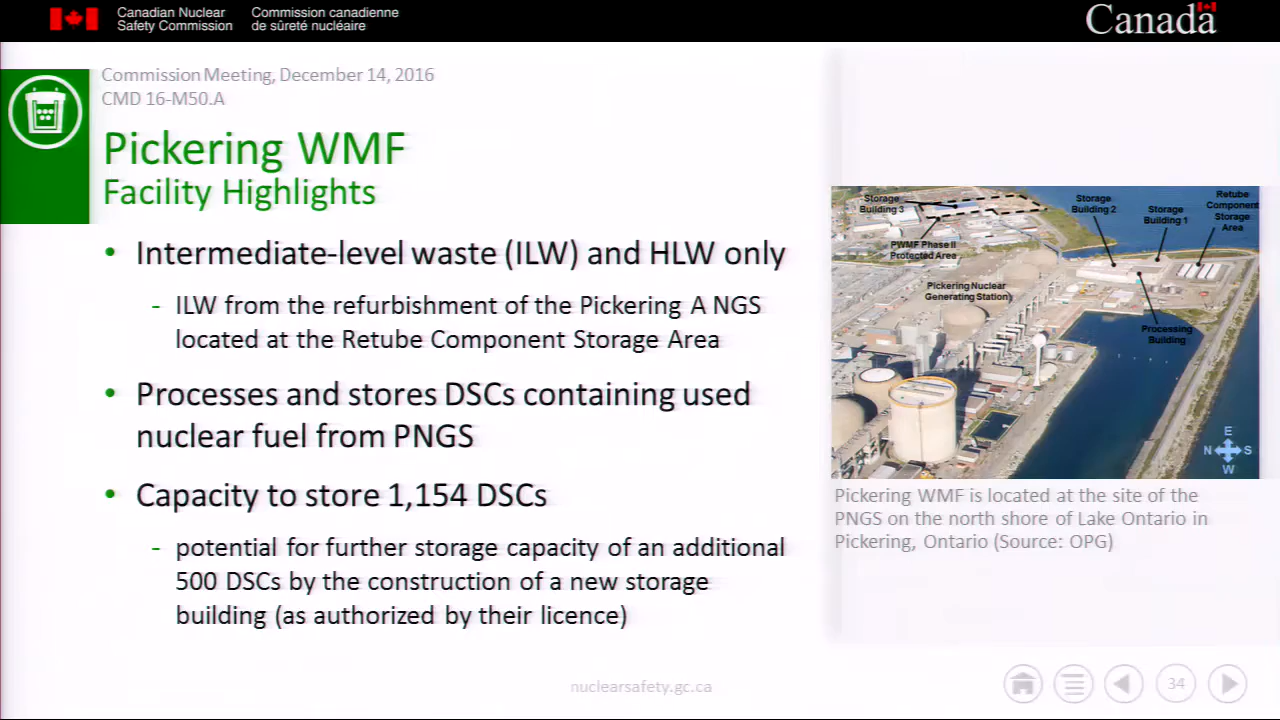 Canadian Nuclear Safety Commission
Commission canadienne de sûreté nucléaire
Canada
Commission Meeting, December 14, 2016
CMD 16-M50.A
Pickering WMF
Facility Highlights
• Intermediate-level waste (ILW) and HLW only
- ILW from the refurbishment of the Pickering A NGS
located at the Retube Component Storage Area
• Processes and stores DSCs containing used
nuclear fuel from PNGS
• Capacity to store 1,154 DSCs
- potential for further storage capacity of an additional
500 DSCs by the construction of a new storage
building (as authorized by their licence)
Storage
Building 3
PWMF Phase II
Protected Area
Pickering Nuclear
Generating Station
Storage
Building 2
Storage
Building 1
Retube
Component
Storage
Area
Processing
Building
E
N S
W
Pickering WMF is located at the site of the
PNGS on the north shore of Lake Ontario in
Pickering, Ontario (Source: OPG)
nuclearsafety.gc.ca
34